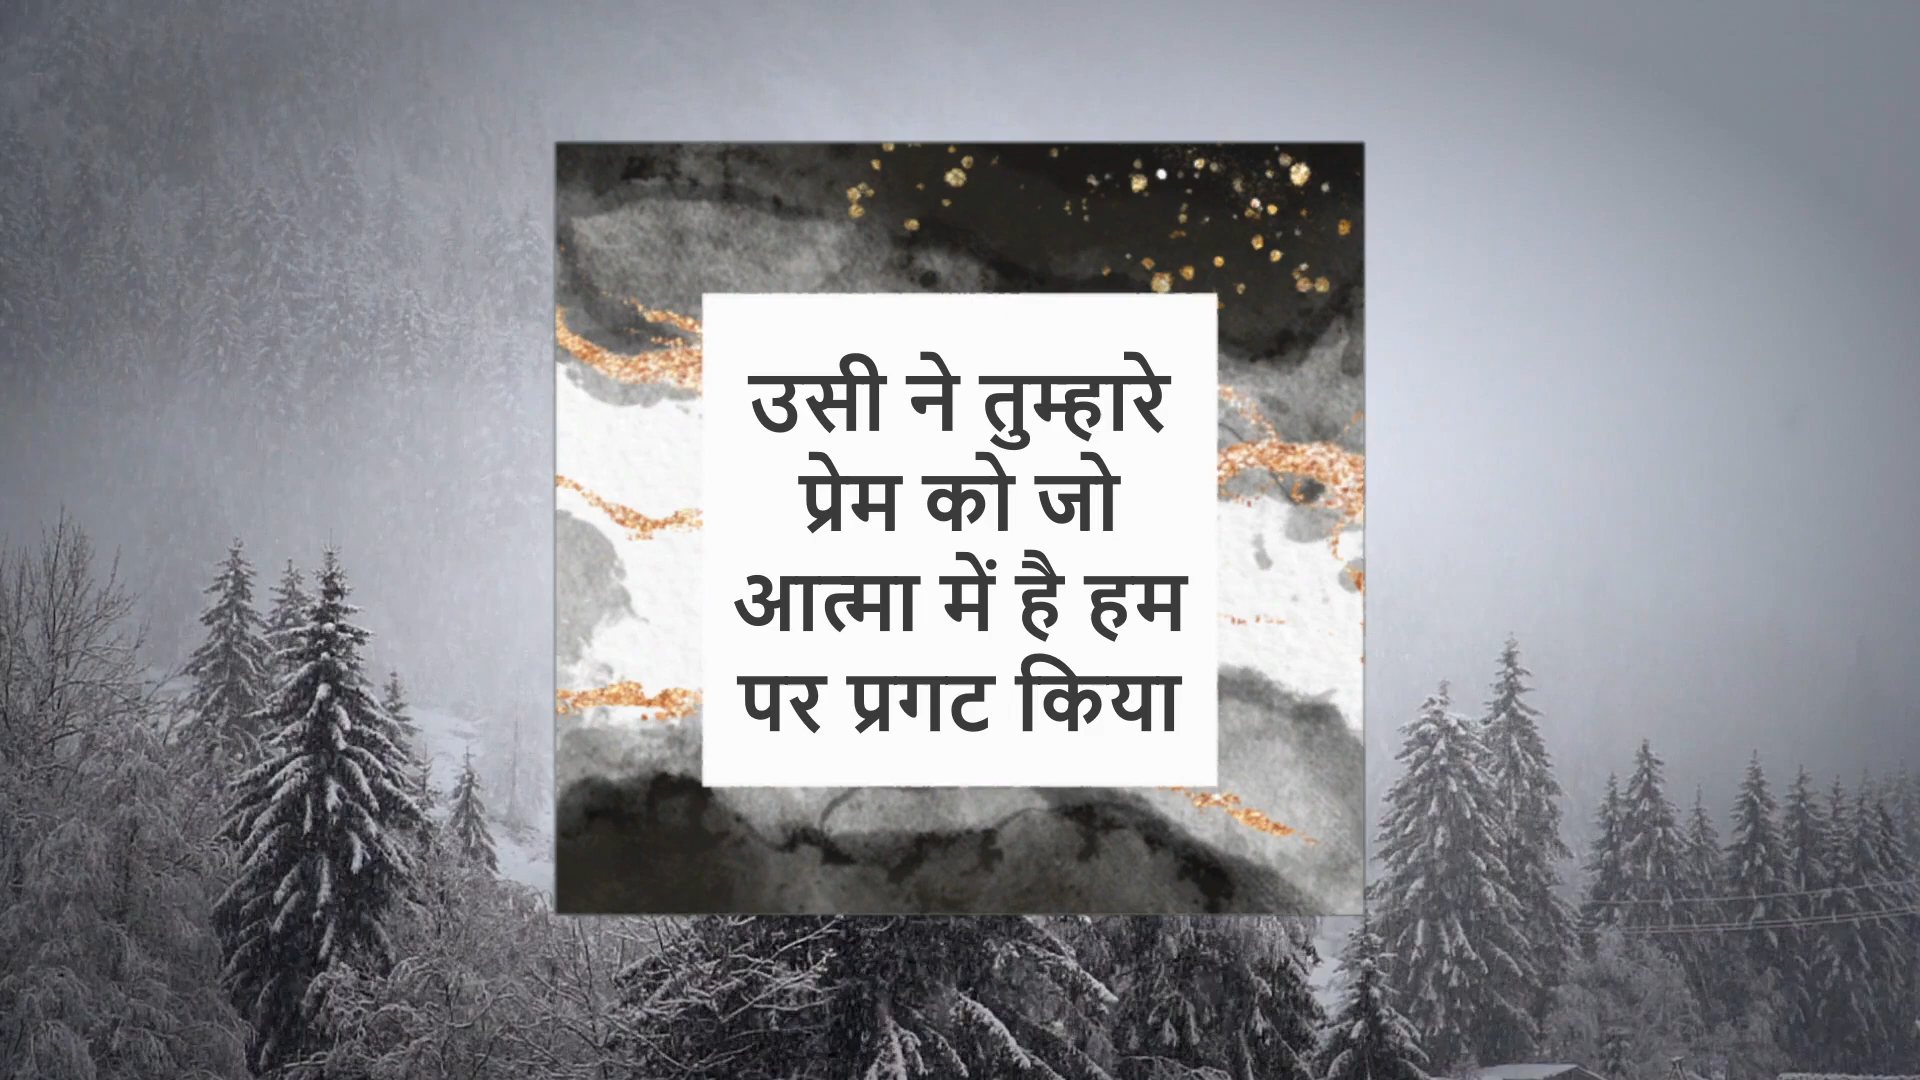 उसी ने तुम्हारे
प्रेम को जो
आत्मा में है हम
पर प्रगट किया